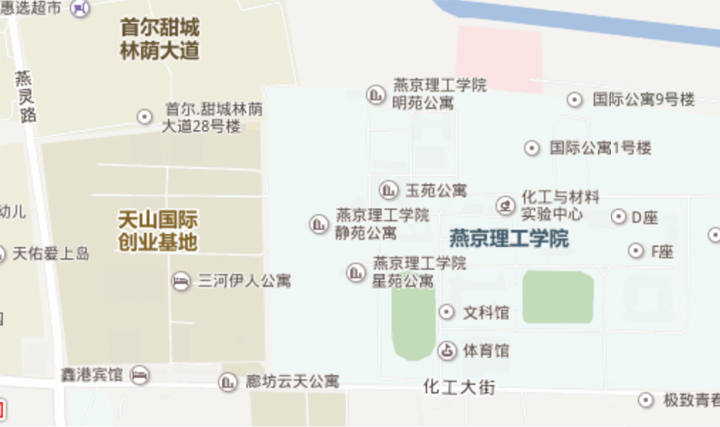 惠选超市
首尔甜城
林荫大道
燕灵路
首尔.甜城林荫
大道28号楼
燕京理工学院
明苑公寓
国际公寓9号楼
国际公寓1号楼
玉苑公寓
化工与材料
实验中心
D座
燕京理工学院
静苑公寓
燕京理工学院
F座
幼儿
天山国际
创业基地
天佑爱上岛
三河伊人公寓
燕京理工学院
星苑公寓
文科馆
体育馆
鑫港宾馆
廊坊云天公寓
化工大街
极致青春